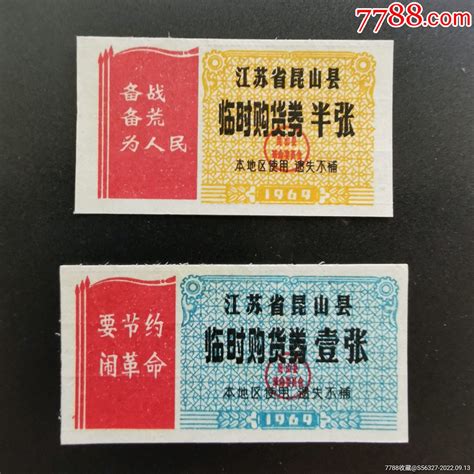 7788.com
备战
备荒
为人民
江苏省昆山县
临时购货券 半张
本地区使用 遗失不补
1969
要节约
闹革命
江苏省昆山县
临时购货券 壹张
本地区使用 遗失不补
1969
7788收藏@S56327-2022.09.13